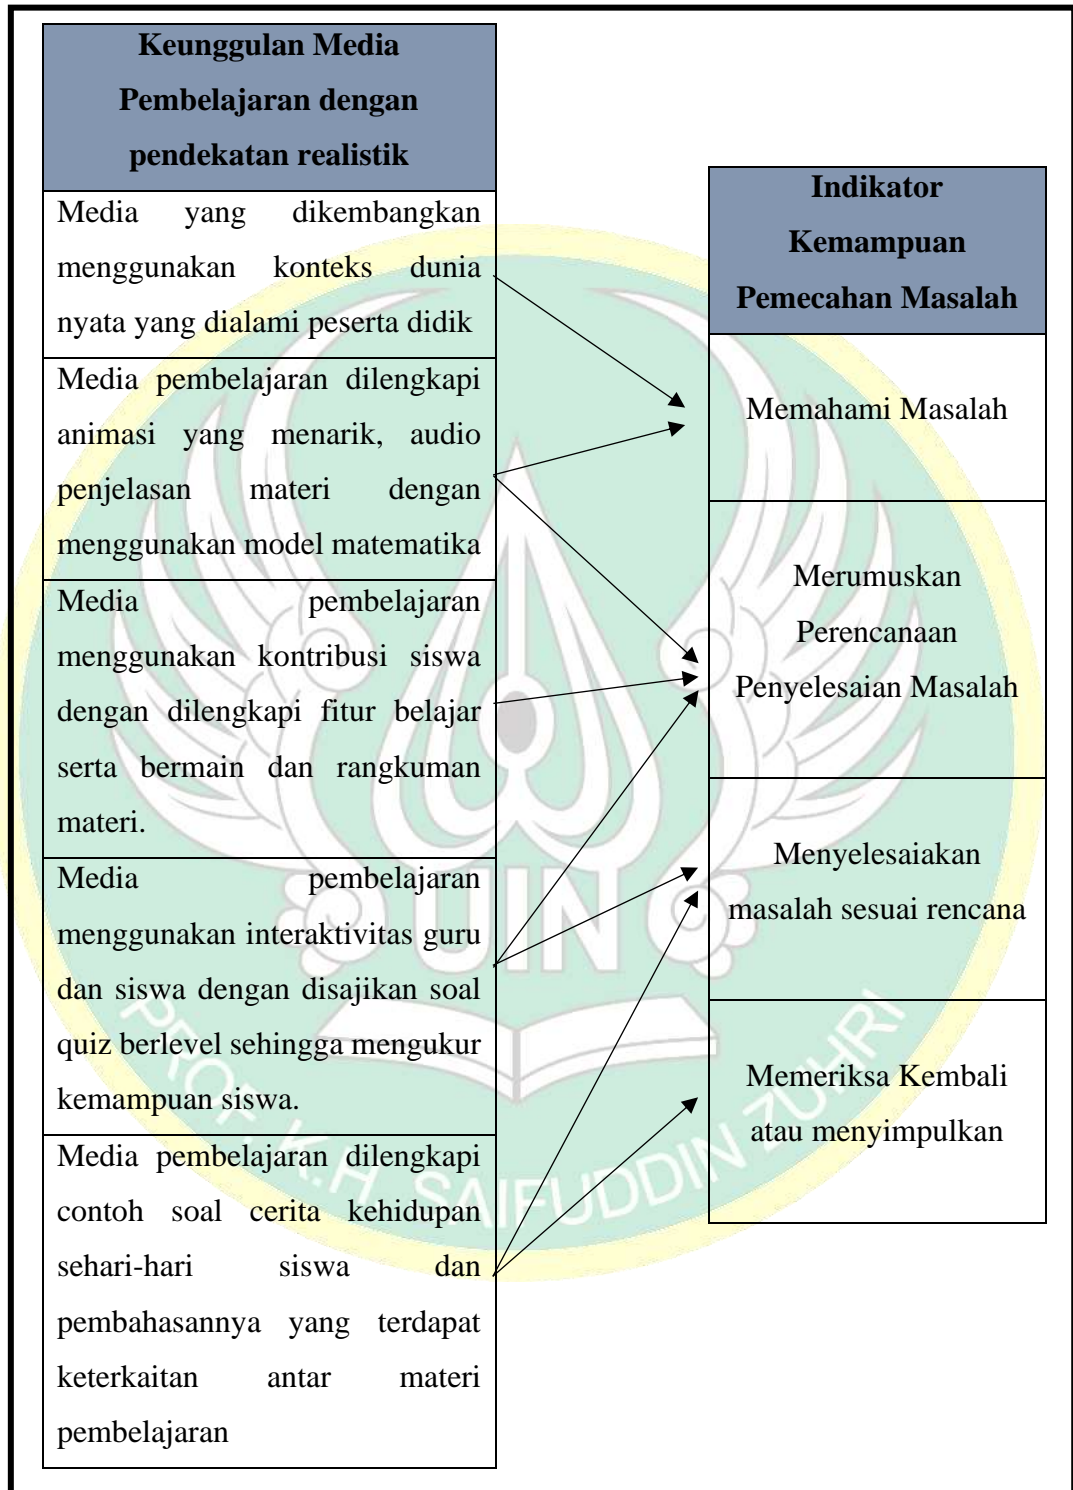 Keunggulan Media
Pembelajaran dengan
pendekatan realistik
Media yang dikembangkan
menggunakan konteks dunia
nyata yang dialami peserta didik
Media pembelajaran dilengkapi
animasi yang menarik, audio
penjelasan materi dengan
menggunakan model matematika
Media pembelajaran
menggunakan kontribusi siswa
dengan dilengkapi fitur belajar
serta bermain dan rangkuman
materi.
Media pembelajaran
menggunakan interaktivitas guru
dan siswa dengan disajikan soal
quiz berlevel sehingga mengukur
kemampuan siswa.
Media pembelajaran dilengkapi
contoh soal cerita kehidupan
sehari-hari siswa dan
pembahasannya yang terdapat
keterkaitan antar materi
pembelajaran
Indikator
Kemampuan
Pemecahan Masalah
Memahami Masalah
Merumuskan
Perencanaan
Penyelesaian Masalah
Menyelesaiakan
masalah sesuai rencana
Memeriksa Kembali
atau menyimpulkan
UIN
PROF. K.H SAIFUDDIN ZUHRI